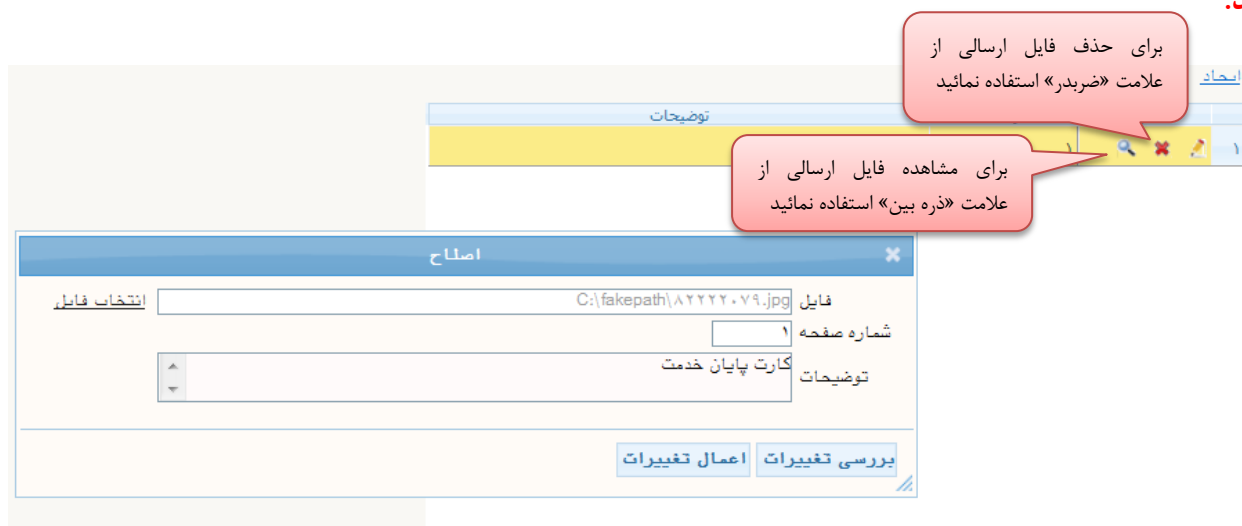 برای حذف فایل ارسالی از
علامت «ضربدر» استفاده نمائید
ایجاد
توضیحات
۱ ۱
برای مشاهده فایل ارسالی از
علامت «ذره بین» استفاده نمائید
اصلاح
فایل C:\fakepath\۸۲۲۲۲۰۷۹.jpg انتخاب فایل
شماره صفحه ۱
توضیحات کارت پایان خدمت
بررسی تغییرات اعمال تغییرات